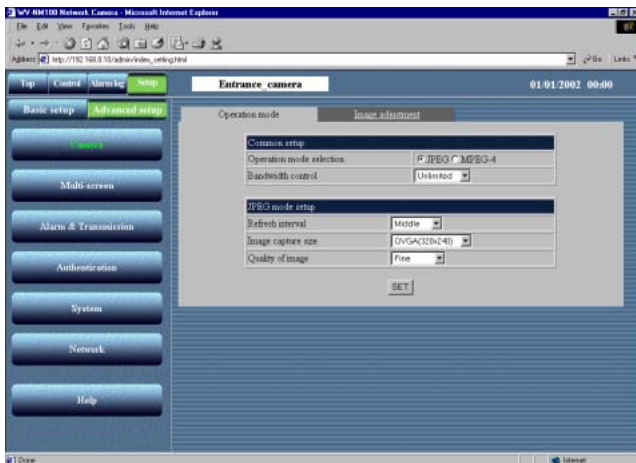 WV-NM100 Network Camera - Microsoft Internet Explorer
File Edit View Favorites Tools Help
Address http://192.168.0.10/admin/index_setting.html Go Links
Top Control Alarm log Setup Entrance_camera 01/01/2002 00:00
Basic setup Advanced setup
Operation mode Image adjustment
Camera
Common setup
Operation mode selection JPEG MPEG-4
Bandwidth control Unlimited
Multi-screen
JPEG mode setup
Alarm & Transmission
Refresh interval Middle
Image capture size QVGA(320x240)
Quality of image Fine
Authentication
SET
System
Network
Help
Done Internet